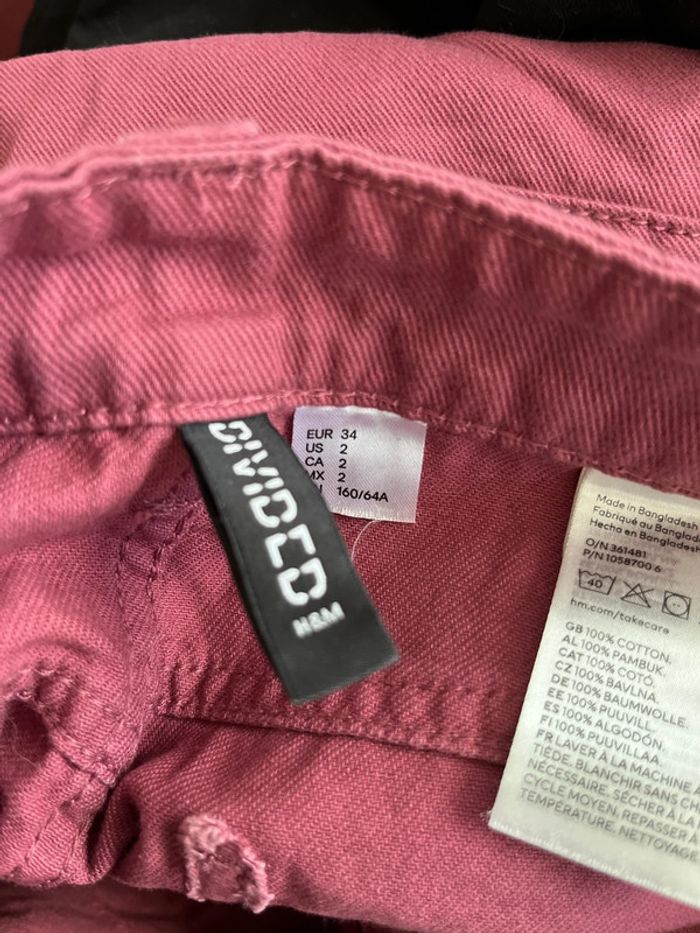 DIVIDED
H&M
EUR 34
US 2
CA 2
MX 2
160/64A
Made in Bangladesh
Fabriqué au Banglad
Hecho en Bangladesh
O/N 361481
P/N 1058700 6
40
hm.com/takecare
GB 100% COTTON.
AL 100% PAMBUK.
CAT 100% COTÓ.
CZ 100% BAVLNA.
DE 100% BAUMWOLLE.
EE 100% PUUVILL.
ES 100% ALGODÓN.
FI 100% PUUVILLAA.
FR LAVER À LA MACHINE
TIÈDE. BLANCHIR SANS CH
NÉCESSAIRE. SÉCHER À LA
CYCLE MOYEN. REPASSER À
TEMPÉRATURE. NETTOYAGE